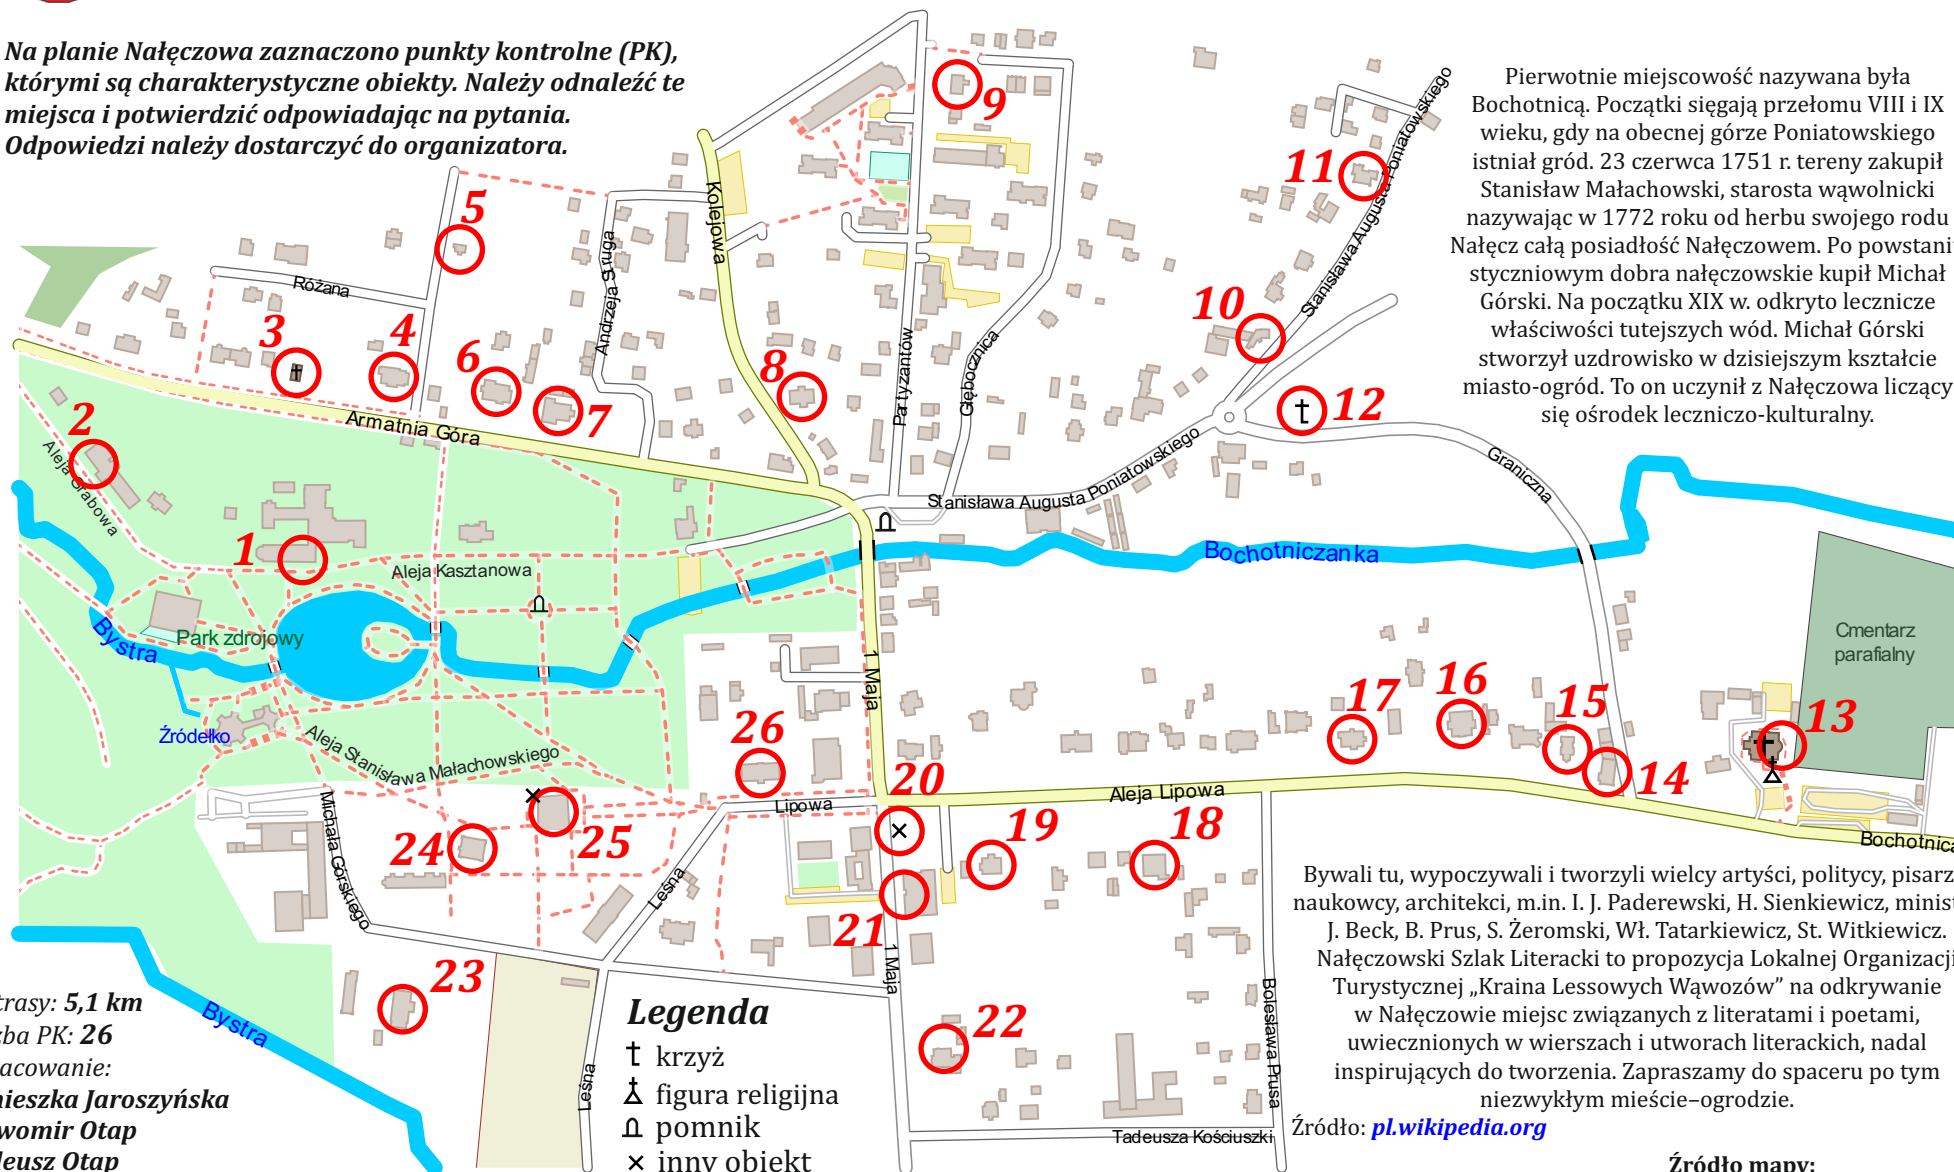 Na planie Nałęczowa zaznaczono punkty kontrolne (PK),
którymi są charakterystyczne obiekty. Należy odnaleźć te
miejsca i potwierdzić odpowiadając na pytania.
Odpowiedzi należy dostarczyć do organizatora.
Pierwotnie miejscowość nazywana była
Bochotnicą. Początki sięgają przełomu VIII i IX
wieku, gdy na obecnej górze Poniatowskiego
istniał gród. 23 czerwca 1751 r. tereny zakupił
Stanisław Małachowski, starosta wąwolnicki
nazywając w 1772 roku od herbu swojego rodu
Nałęcz całą posiadłość Nałęczowem. Po powstaniu
styczniowym dobra nałęczowskie kupił Michał
Górski. Na początku XIX w. odkryto lecznicze
właściwości tutejszych wód. Michał Górski
stworzył uzdrowisko w dzisiejszym kształcie
miasto-ogród. To on uczynił z Nałęczowa liczący
się ośrodek leczniczo-kulturalny.
9
11
5
Kolejowa
Andrzeja Struga
Stanisława Augusta Poniatowskiego
Stanisława Augusta Poniatowskiego
Różana
10
3
4
6
8
7
Partyzantów
Głębocznica
12
2
Armatnia Góra
Aleja Grabowa
Graniczna
Stanisława Augusta Poniatowskiego
1
Aleja Kasztanowa
Bochotniczanka
Park zdrojowy
Bystra
Cmentarz
parafialny
1 Maja
Źródełko
Aleja Stanisława Małachowskiego
26
17
16
15
13
14
20
Lipowa
Aleja Lipowa
Michała Górskiego
24
25
19
18
Bochotnica
Leśna
21
1 Maja
23
22
Bystra
Bolesława Prusa
Leśna
Tadeusza Kościuszki
Bywali tu, wypoczywali i tworzyli wielcy artyści, politycy, pisarz
naukowcy, architekci, m.in. I. J. Paderewski, H. Sienkiewicz, minist
J. Beck, B. Prus, S. Żeromski, Wł. Tatarkiewicz, St. Witkiewicz.
Nałęczowski Szlak Literacki to propozycja Lokalnej Organizacji
Turystycznej „Kraina Lessowych Wąwozów” na odkrywanie
w Nałęczowie miejsc związanych z literatami i poetami,
uwiecznionych w wierszach i utworach literackich, nadal
inspirujących do tworzenia. Zapraszamy do spaceru po tym
niezwykłym mieście–ogrodzie.
Źródło: pl.wikipedia.org
Źródło mapy:
trasy: 5,1 km
zba PK: 26
racowanie:
nieszka Jaroszyńska
womir Otap
deusz Otap
Legenda
krzyż
figura religijna
pomnik
inny obiekt